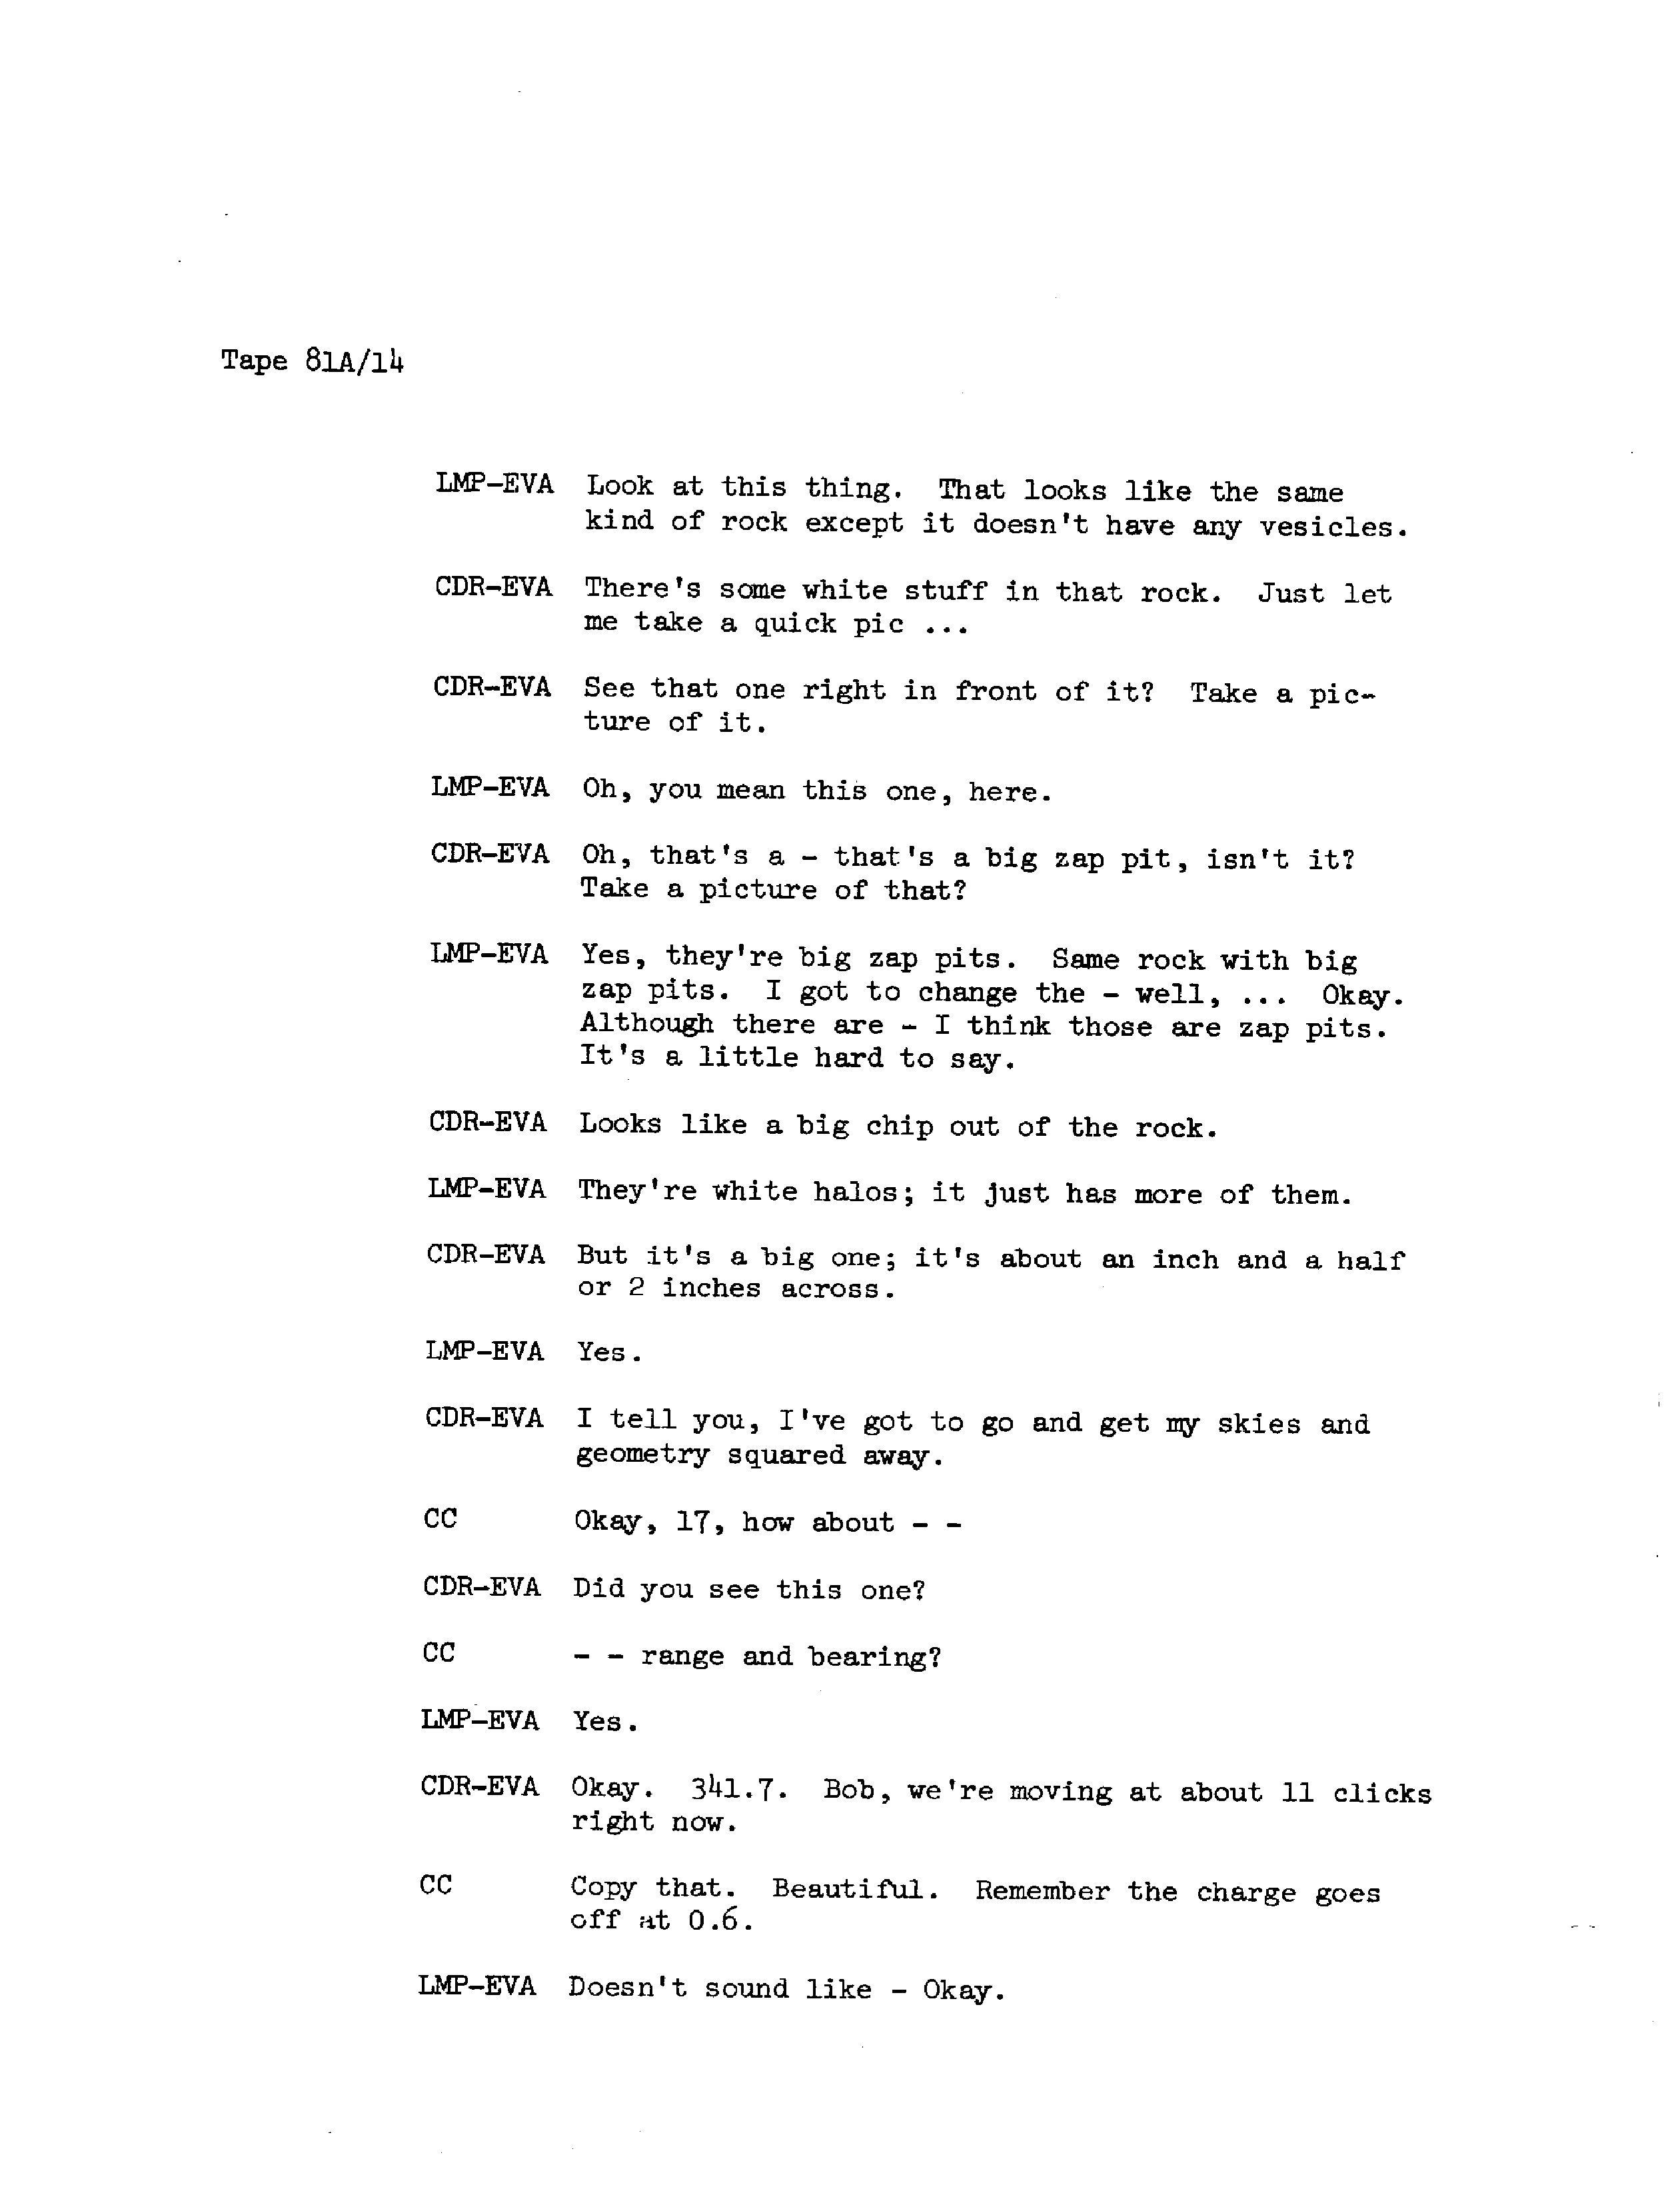 Tape 81A/14
LMP-EVA Look at this thing. That looks like the same
kind of rock except it doesn't have any vesicles.
CDR-EVA There's some white stuff in that rock. Just let
me take a quick pic ...
CDR-EVA See that one right in front of it? Take a pic-
ture of it.
LMP-EVA Oh, you mean this one, here.
CDR-EVA Oh, that's a - that's a big zap pit, isn't it?
Take a picture of that?
LMP-EVA Yes, they're big zap pits. Same rock with big
zap pits. I got to change the - well, ... Okay.
Although there are - I think those are zap pits.
It's a little hard to say.
CDR-EVA Looks like a big chip out of the rock.
LMP-EVA They're white halos; it just has more of them.
CDR-EVA But it's a big one; it's about an inch and a half
or 2 inches across.
LMP-EVA Yes.
CDR-EVA I tell you, I've got to go and get my skies and
geometry squared away.
CC Okay, 17, how about - -
CDR-EVA Did you see this one?
CC - - range and bearing?
LMP-EVA Yes.
CDR-EVA Okay. 341.7. Bob, we're moving at about 11 clicks
right now.
CC Copy that. Beautiful. Remember the charge goes
off at 0.6.
LMP-EVA Doesn't sound like - Okay.